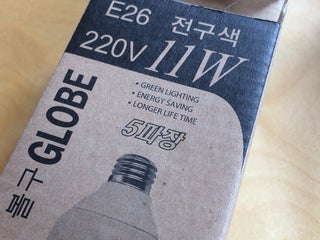 E26 전구색
220V 11W
• GREEN LIGHTING
• ENERGY SAVING
• LONGER LIFE TIME
5파장
GLOBE
볼구